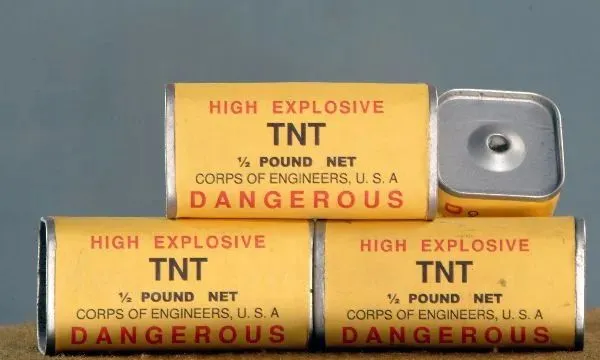 HIGH EXPLOSIVE
TNT
½ POUND NET
CORPS OF ENGINEERS, U. S. A
DANGEROUS
HIGH EXPLOSIVE
TNT
½ POUND NET
CORPS OF ENGINEERS, U. S. A
DANGEROUS
HIGH EXPLOSIVE
TNT
½ POUND NET
CORPS OF ENGINEERS, U. S. A
DANGEROUS